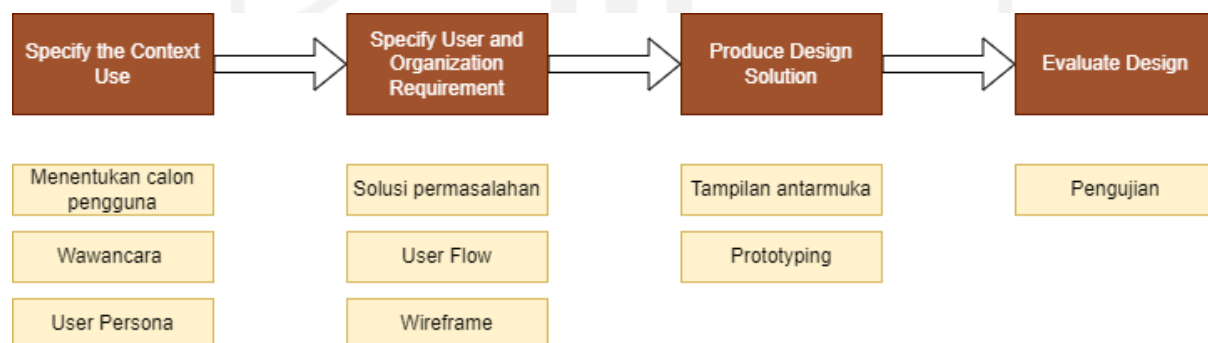 Specify the Context
Use
Specify User and
Organization
Requirement
Produce Design
Solution
Evaluate Design
Menentukan calon
pengguna
Wawancara
User Persona
Solusi permasalahan
User Flow
Wireframe
Tampilan antarmuka
Prototyping
Pengujian